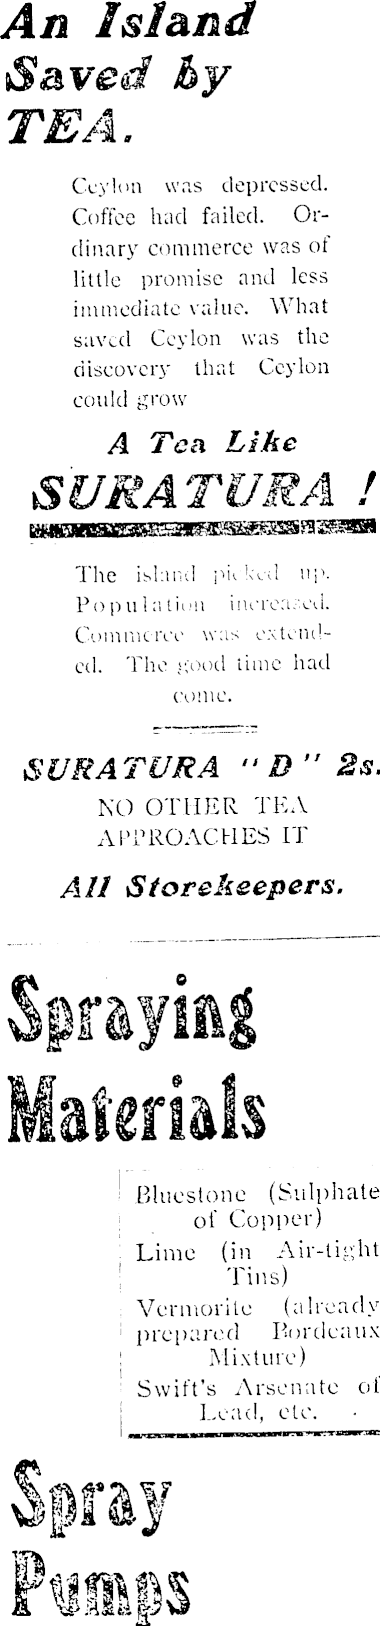 An Island
Saved by
TEA.
Ceylon was depressed.
Coffee had failed. Or-
dinary commerce was of
little promise and less
immediate value. What
saved Ceylon was the
discovery that Ceylon
could grow
A Tea Like
SURATURA !
The island picked up.
Population increased.
Commerce was extend-
ed. The good time had
come.
SURATURA "D" 2s.
NO OTHER TEA
APPROACHES IT
All Storekeepers.
Spraying
Materials
Bluestone (Sulphate
of Copper)
Lime (in Air-tight
Tins)
Vermorite (already
prepared Bordeaux
Mixture)
Swift's Arsenate of
Lead, etc.
Spray
Pumps